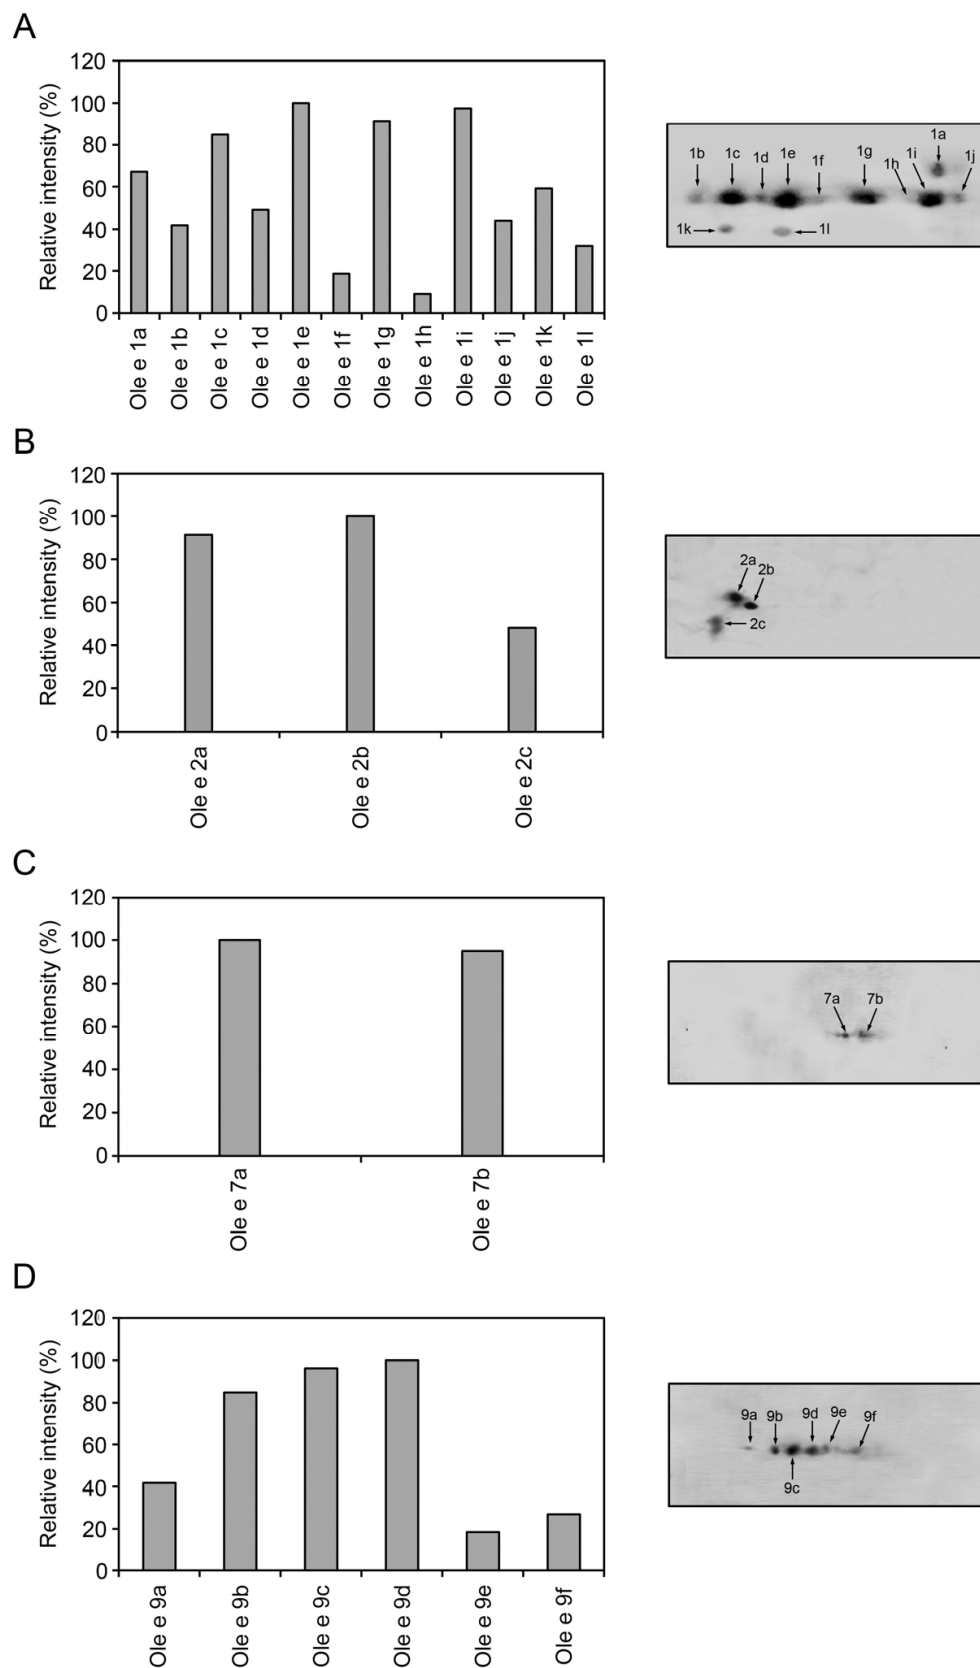 A
Relative intensity (%)
120
100
80
60
40
20
0
Ole e 1a
Ole e 1b
Ole e 1c
Ole e 1d
Ole e 1e
Ole e 1f
Ole e 1g
Ole e 1h
Ole e 1i
Ole e 1j
Ole e 1k
Ole e 1l
1a
1b 1c 1d 1e 1f 1g 1h 1i 1j
1k 1l
B
Relative intensity (%)
120
100
80
60
40
20
0
Ole e 2a
Ole e 2b
Ole e 2c
2a 2b
2c
C
Relative intensity (%)
120
100
80
60
40
20
0
Ole e 7a
Ole e 7b
7a 7b
D
Relative intensity (%)
120
100
80
60
40
20
0
Ole e 9a
Ole e 9b
Ole e 9c
Ole e 9d
Ole e 9e
Ole e 9f
9a 9b 9d 9e 9f
9c